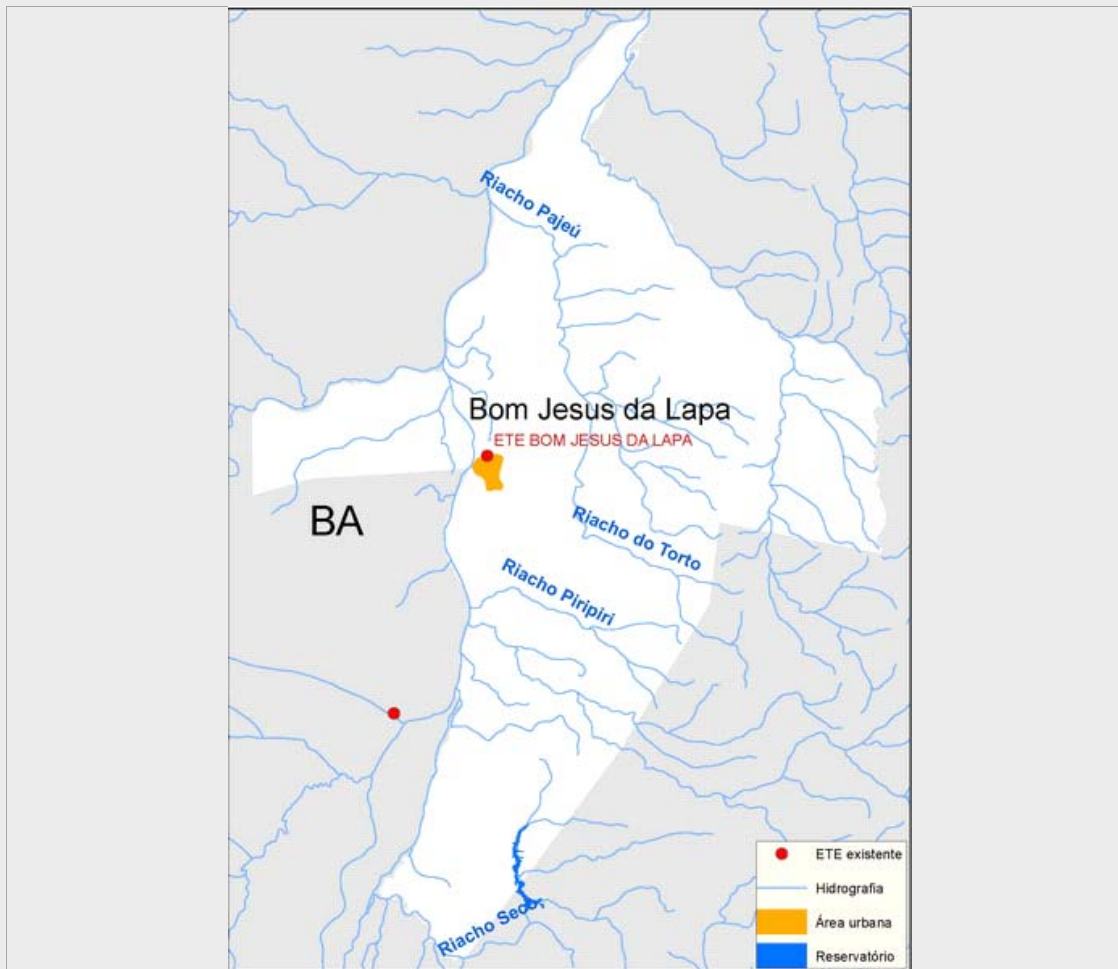 Riacho Pajeú
Bom Jesus da Lapa
ETE BOM JESUS DA LAPA
BA
Riacho do Torto
Riacho Piripiri
Riacho Seco
ETE existente
Hidrografia
Área urbana
Reservatório